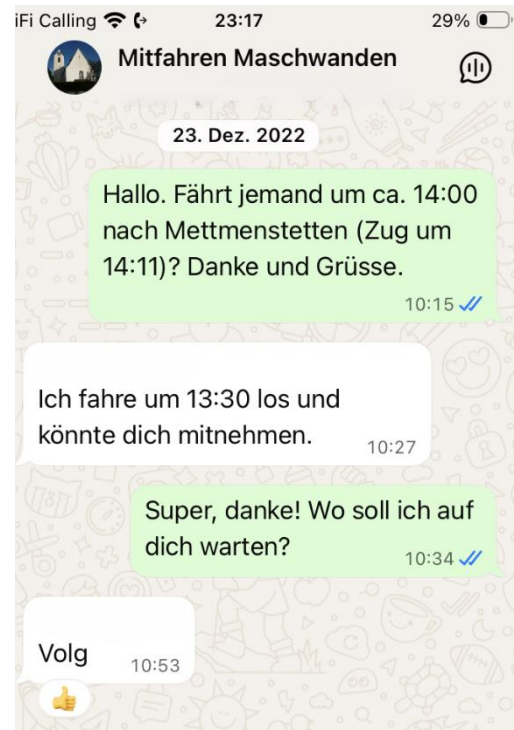 iFi Calling 23:17 29%
Mitfahren Maschwanden
23. Dez. 2022
Hallo. Fährt jemand um ca. 14:00
nach Mettmenstetten (Zug um
14:11)? Danke und Grüsse.
10:15
Ich fahre um 13:30 los und
könnte dich mitnehmen.
10:27
Super, danke! Wo soll ich auf
dich warten?
10:34
Volg
10:53
👍